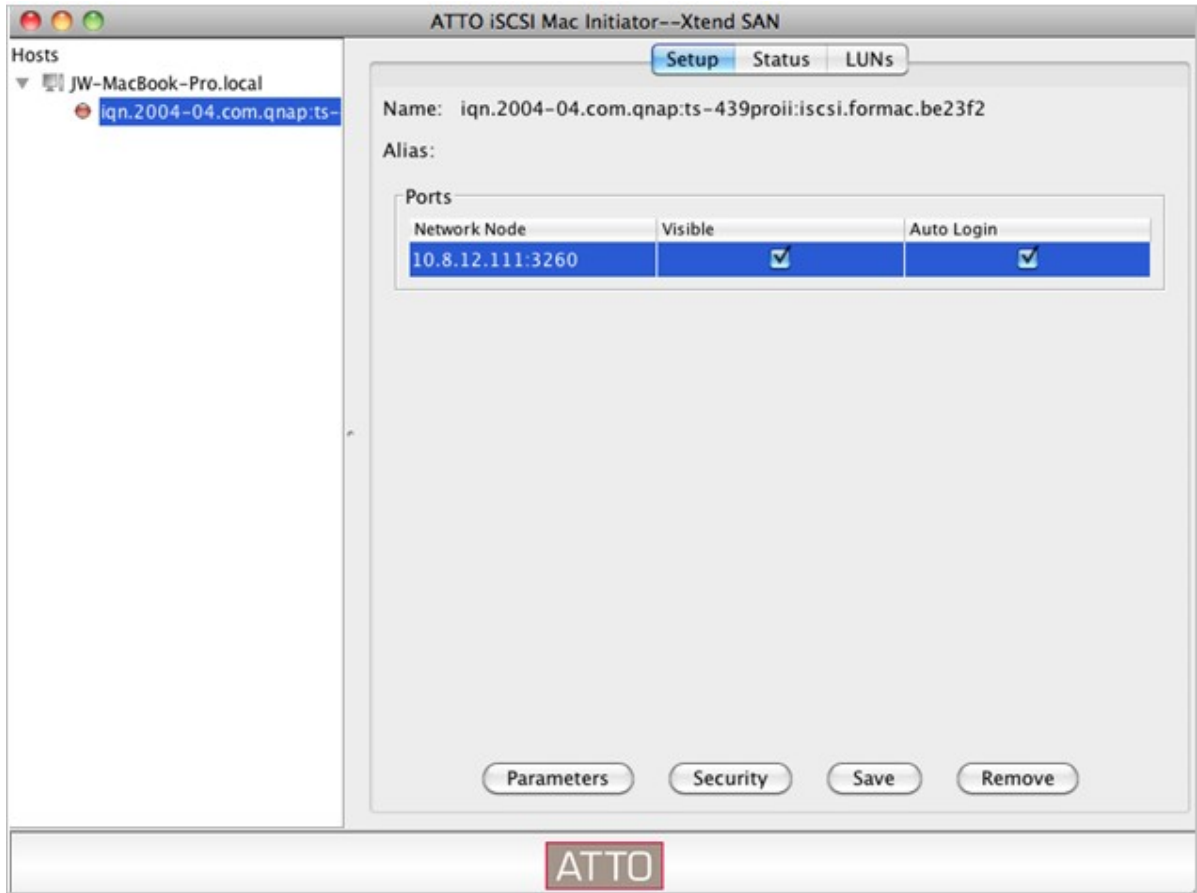 ATTO iSCSI Mac Initiator--Xtend SAN
Hosts
JW-MacBook-Pro.local
iqn.2004-04.com.qnap:ts-
Setup Status LUNs
Name: iqn.2004-04.com.qnap:ts-439proii:iscsi.formac.be23f2
Alias:
Ports
Network Node Visible Auto Login
10.8.12.111:3260
Parameters Security Save Remove
ATTO